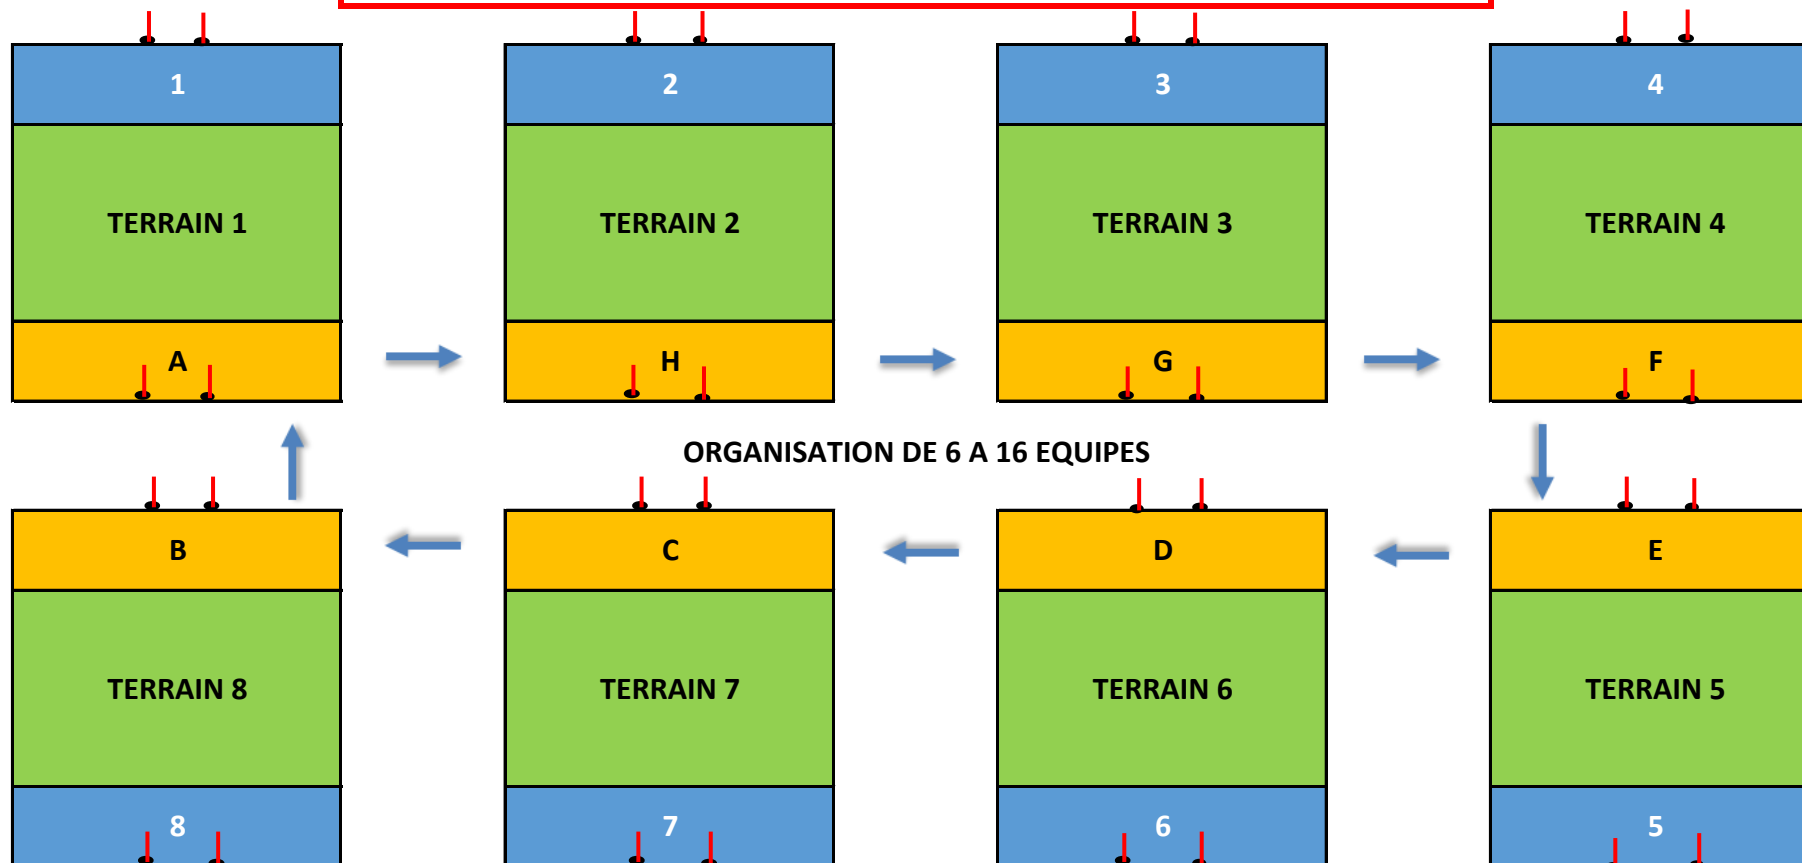 1
2
3
4
TERRAIN 1
TERRAIN 2
TERRAIN 3
TERRAIN 4
A
H
G
F
ORGANISATION DE 6 A 16 EQUIPES
B
C
D
E
TERRAIN 8
TERRAIN 7
TERRAIN 6
TERRAIN 5
8
7
6
5